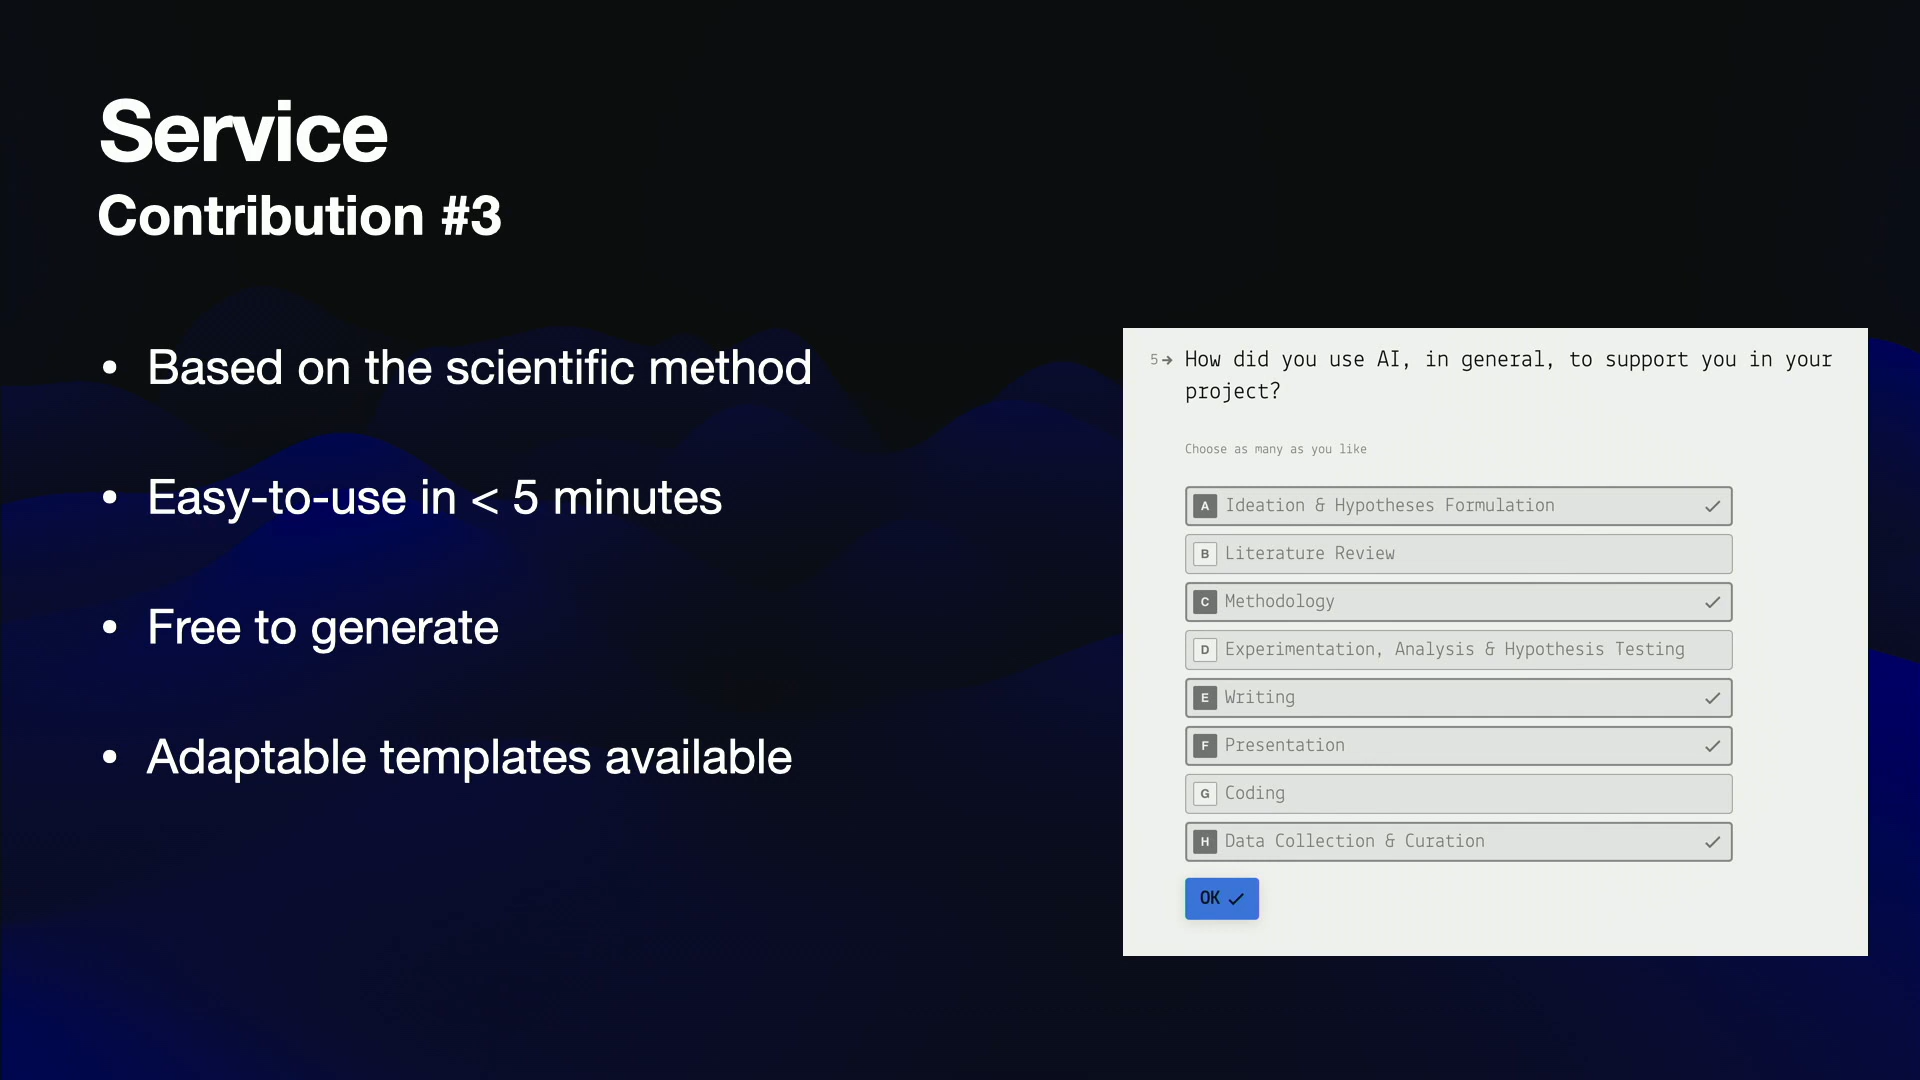 Service
Contribution #3
• Based on the scientific method
• Easy-to-use in < 5 minutes
• Free to generate
• Adaptable templates available
5→ How did you use AI, in general, to support you in your
project?
Choose as many as you like
A Ideation & Hypotheses Formulation ✓
B Literature Review
C Methodology ✓
D Experimentation, Analysis & Hypothesis Testing
E Writing ✓
F Presentation ✓
G Coding
H Data Collection & Curation ✓
OK ✓